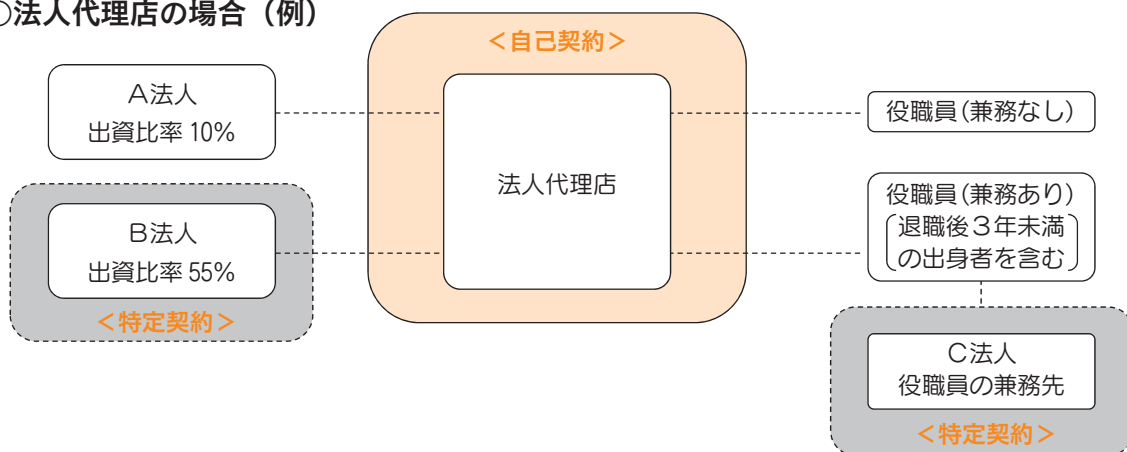 ○法人代理店の場合（例）
＜自己契約＞
A法人
出資比率 10%
B法人
出資比率 55%
＜特定契約＞
法人代理店
役職員（兼務なし）
役職員（兼務あり）
〔退職後３年未満
の出身者を含む〕
C法人
役職員の兼務先
＜特定契約＞